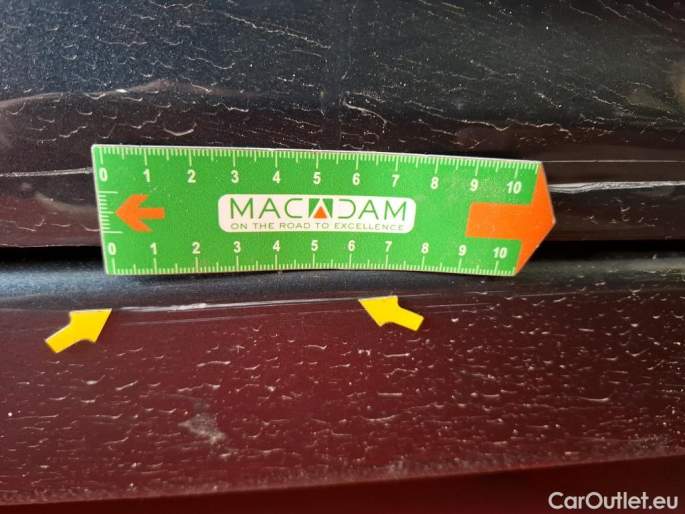 0 1 2 3 4 5 6 7 8 9 10
MACADAM
ON THE ROAD TO EXCELLENCE
0 1 2 3 4 5 6 7 8 9 10
CarOutlet.eu